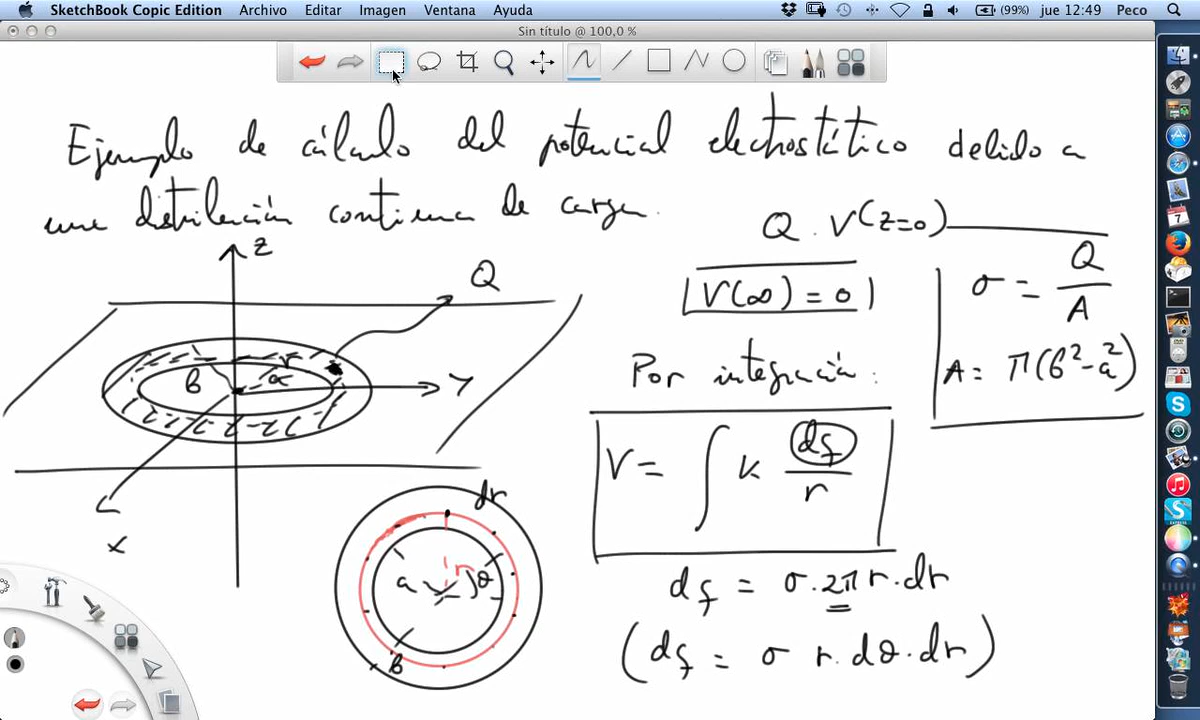 SketchBook Copic Edition Archivo Editar Imagen Ventana Ayuda (99%) jue 12:49 Peco
Sin título @ 100,0 %
Ejemplo de cálculo del potencial electrostático debido a
una distribución continua de carga.
Q. V(z=0)
V(∞) = 0
σ = Q/A
A = π(b²-a²)
z
Q
b
r
a
Y
x
Por integración:
V = ∫ k dq/r
dr
a
r
θ
b
dq = σ.2π r.dr
(dq = σ r.dθ.dr)
7